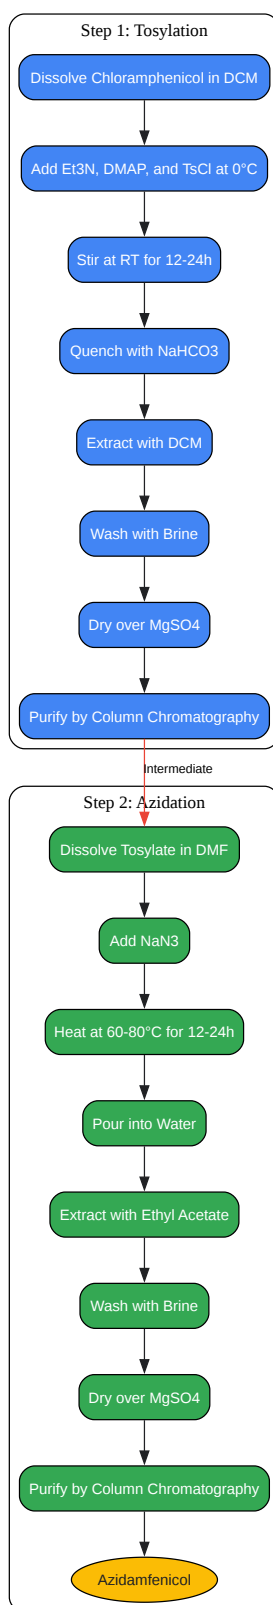 Step 1: Tosylation
Dissolve Chloramphenicol in DCM
Add Et3N, DMAP, and TsCl at 0°C
Stir at RT for 12-24h
Quench with NaHCO3
Extract with DCM
Wash with Brine
Dry over MgSO4
Purify by Column Chromatography
Intermediate
Step 2: Azidation
Dissolve Tosylate in DMF
Add NaN3
Heat at 60-80°C for 12-24h
Pour into Water
Extract with Ethyl Acetate
Wash with Brine
Dry over MgSO4
Purify by Column Chromatography
Azidamfenicol